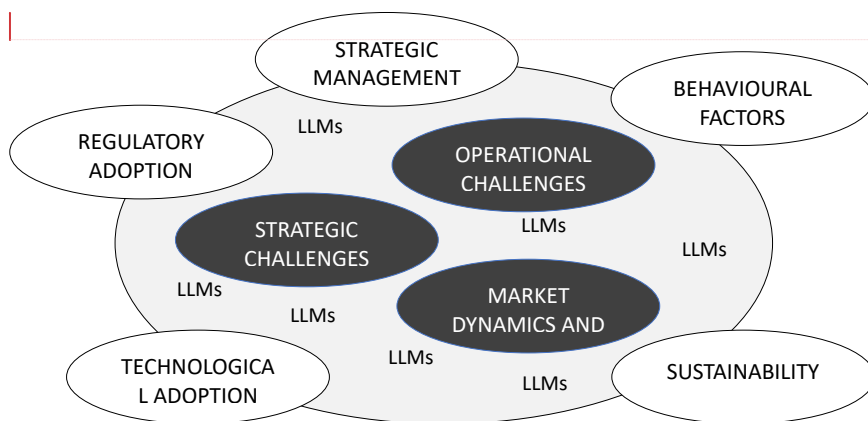 STRATEGIC
MANAGEMENT
BEHAVIOURAL
FACTORS
REGULATORY
ADOPTION
LLMs
OPERATIONAL
CHALLENGES
STRATEGIC
CHALLENGES
LLMs
LLMs
LLMs
LLMs
MARKET
DYNAMICS AND
LLMs
LLMs
TECHNOLOGICA
L ADOPTION
SUSTAINABILITY